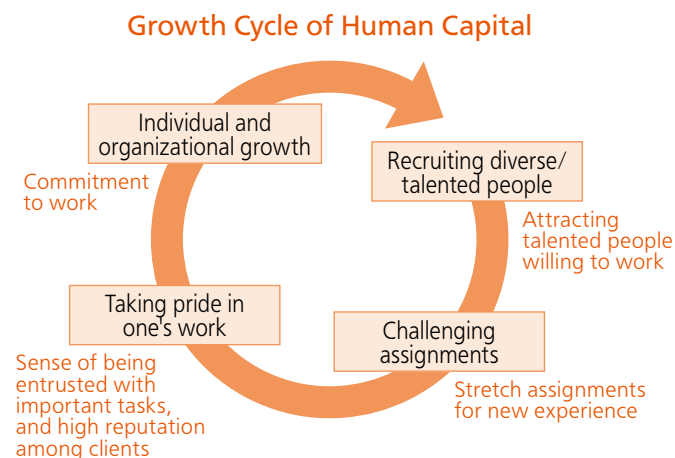 Growth Cycle of Human Capital
Individual and
organizational growth
Commitment
to work
Recruiting diverse/
talented people
Attracting
talented people
willing to work
Taking pride in
one's work
Sense of being
entrusted with
important tasks,
and high reputation
among clients
Challenging
assignments
Stretch assignments
for new experience